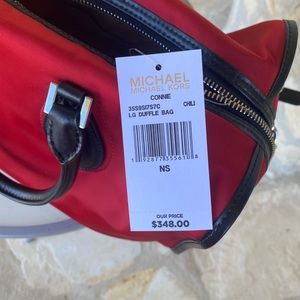 MICHAEL
MICHAEL KORS
CONNIE
35S9SI7S7C CHILI
LG DUFFLE BAG
NS
OUR PRICE
$348.00